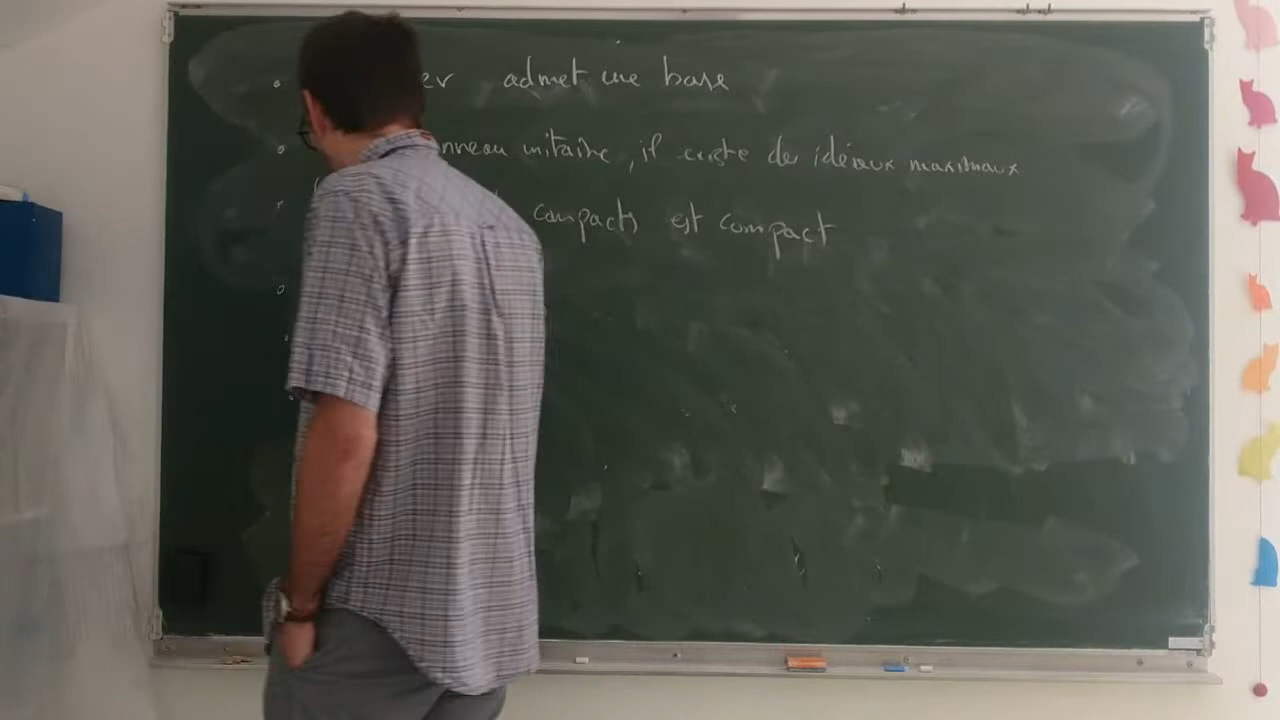 er admet une base
nneau unitaire, il existe des idéaux maximaux
compacts est compact